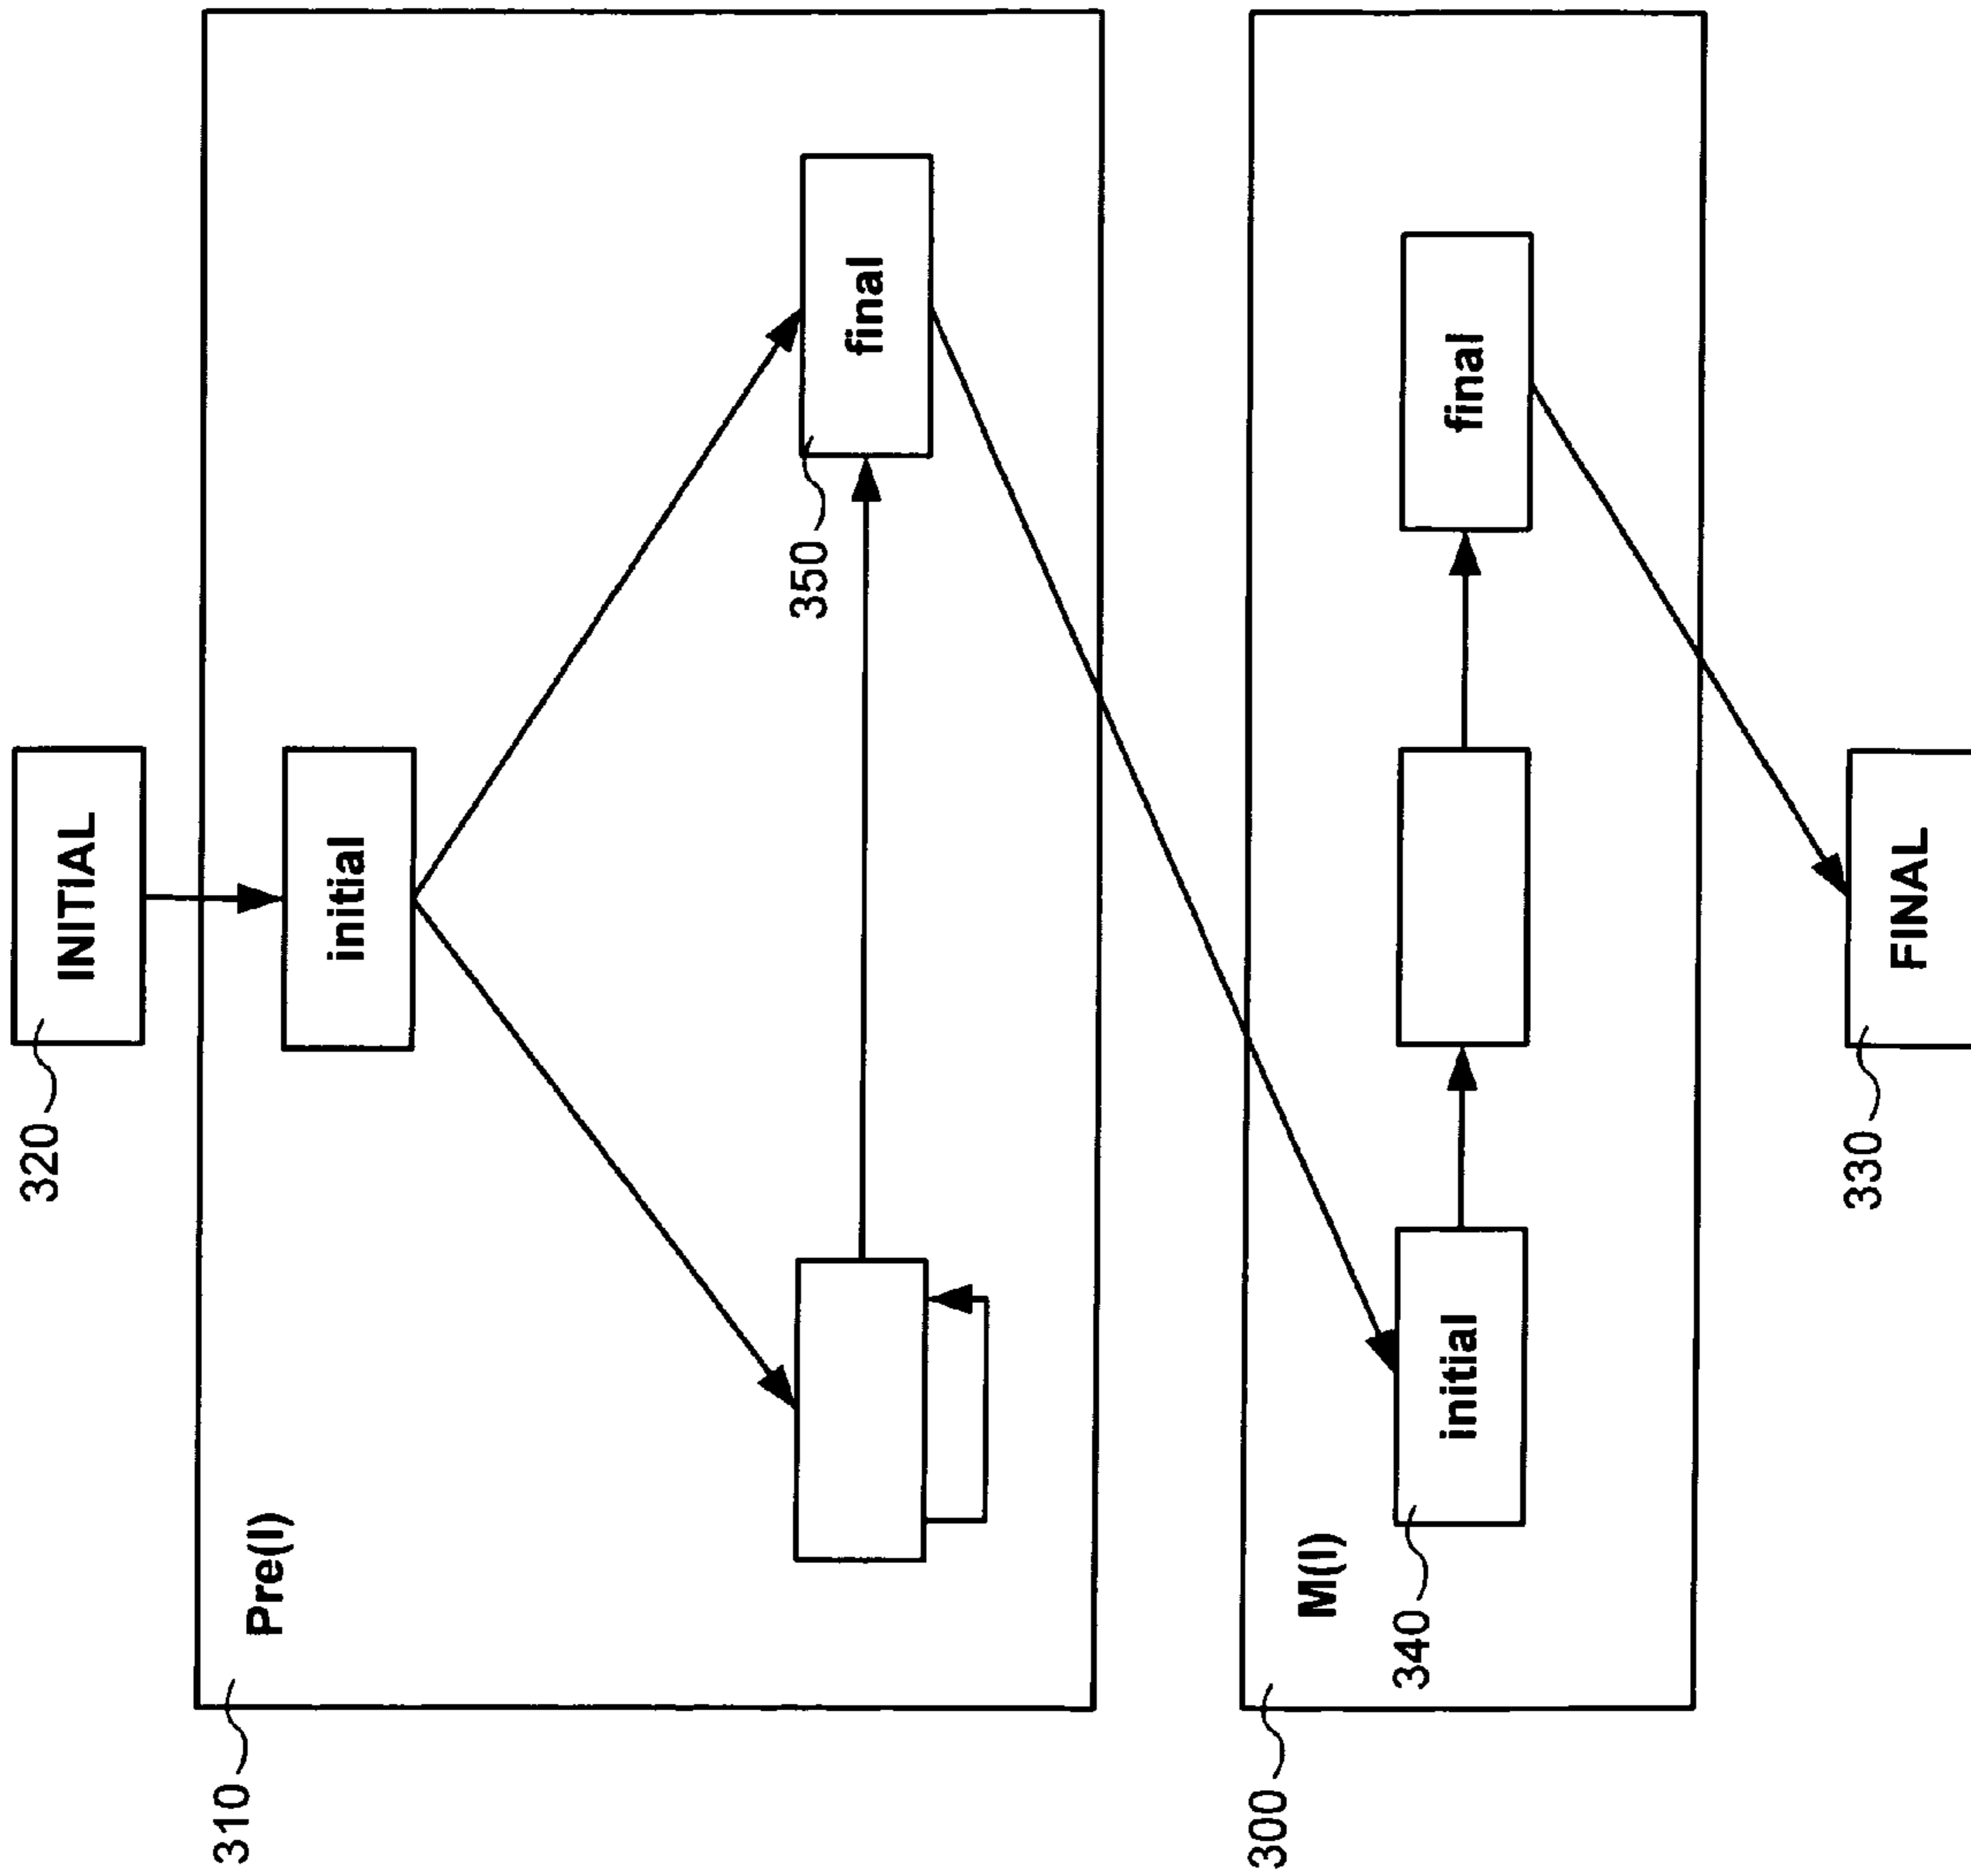 320
INITIAL
310
Pre(I)
initial
350
final
300
M(I)
340
initial
final
330
FINAL